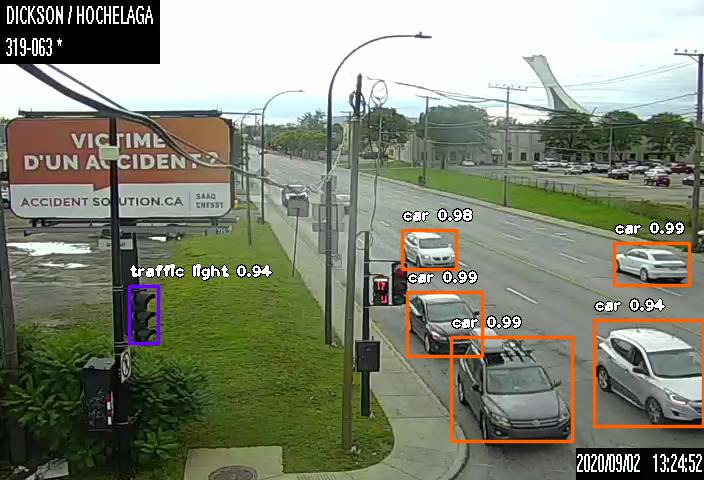 DICKSON / HOCHELAGA
319-063 *
VICTIME
D'UN ACCIDENT ?
ACCIDENT SOLUTION.CA
SAAQ
CNESST
car 0.98
car 0.99
traffic light 0.94
car 0.99
car 0.94
car 0.99
2020/09/02 13:24:52